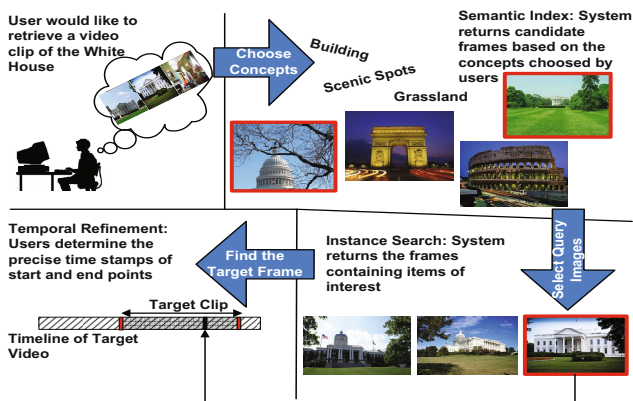 User would like to
retrieve a video
clip of the White
House
Choose
Concepts
Building
Scenic Spots
Grassland
Semantic Index: System
returns candidate
frames based on the
concepts choosed by
users
Select Query
Images
Instance Search: System
returns the frames
containing items of
interest
Find the
Target Frame
Temporal Refinement:
Users determine the
precise time stamps of
start and end points
Target Clip
Timeline of Target
Video